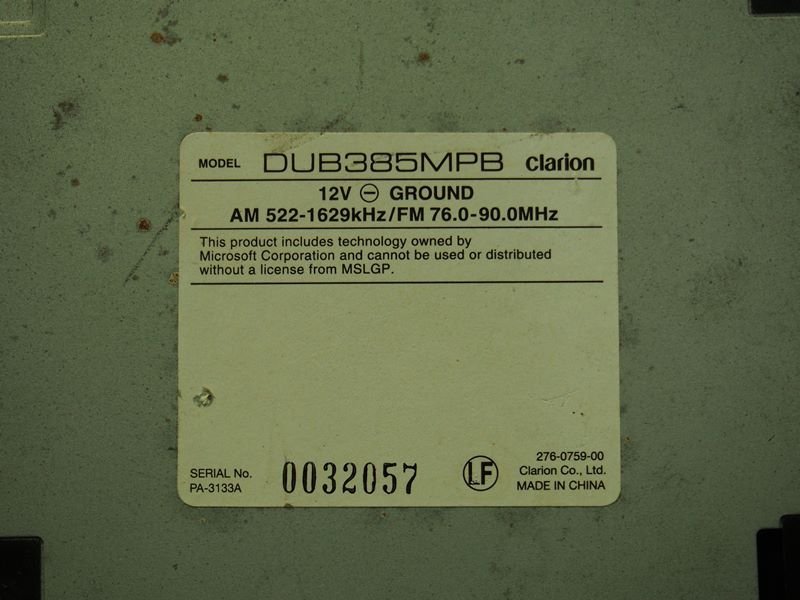 MODEL DUB385MPB clarion
12V ⊖ GROUND
AM 522-1629kHz/FM 76.0-90.0MHz
This product includes technology owned by
Microsoft Corporation and cannot be used or distributed
without a license from MSLGP.
276-0759-00
SERIAL No. 0032057 LF Clarion Co., Ltd.
PA-3133A MADE IN CHINA